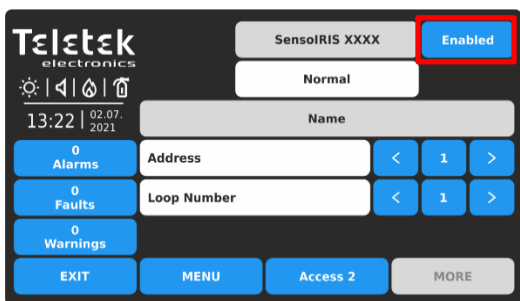 Teletek
electronics
SensoIRIS XXXX
Enabled
Normal
13:22 | 02.07.
2021
Name
0
Alarms
Address
<
1
>
0
Faults
Loop Number
<
1
>
0
Warnings
EXIT
MENU
Access 2
MORE